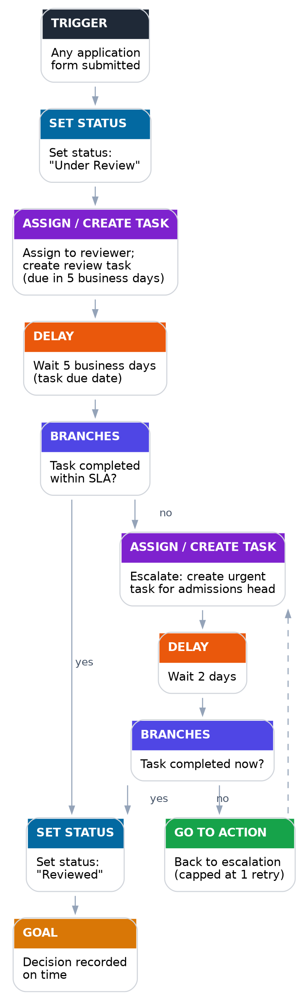 TRIGGER
Any application
form submitted
SET STATUS
Set status:
"Under Review"
ASSIGN / CREATE TASK
Assign to reviewer;
create review task
(due in 5 business days)
DELAY
Wait 5 business days
(task due date)
BRANCHES
Task completed
within SLA?
no
ASSIGN / CREATE TASK
Escalate: create urgent
task for admissions head
yes
DELAY
Wait 2 days
BRANCHES
Task completed now?
yes
no
SET STATUS
Set status:
"Reviewed"
GO TO ACTION
Back to escalation
(capped at 1 retry)
GOAL
Decision recorded
on time